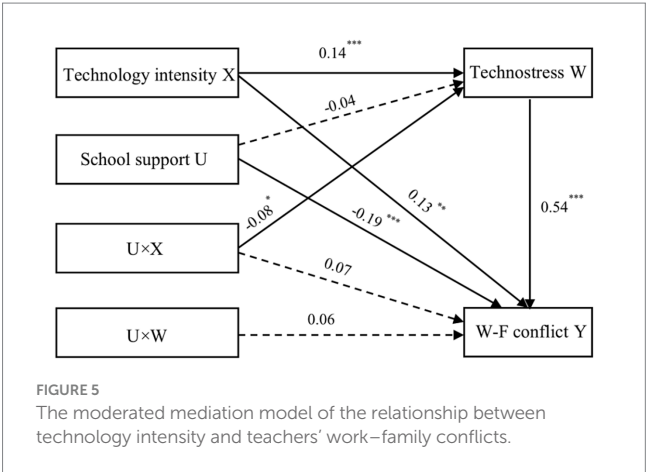 Technology intensity X
0.14***
Technostress W
-0.04
School support U
0.13 **
-0.19 ***
0.54***
-0.08*
U×X
0.07
U×W
0.06
W-F conflict Y
FIGURE 5
The moderated mediation model of the relationship between
technology intensity and teachers' work–family conflicts.